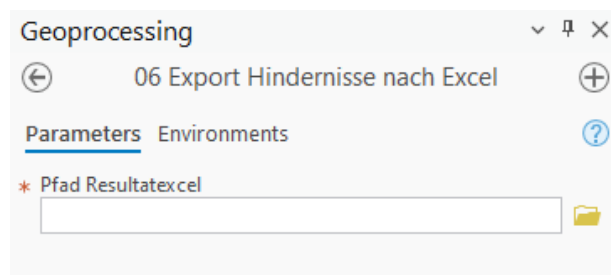 Geoprocessing
06 Export Hindernisse nach Excel
Parameters Environments
* Pfad Resultatexcel